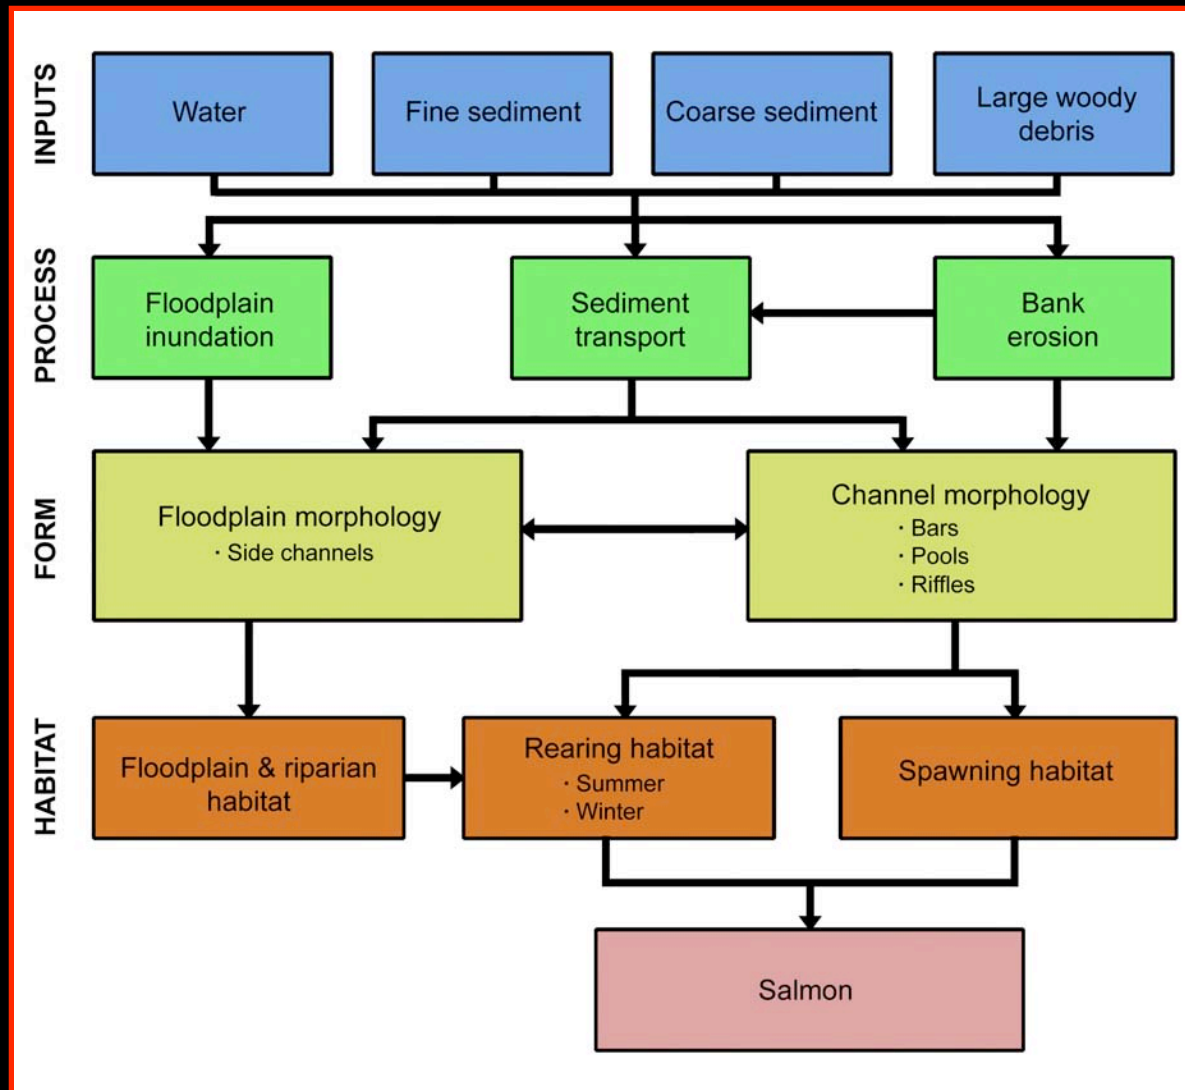 INPUTS
Water
Fine sediment
Coarse sediment
Large woody
debris
PROCESS
Floodplain
inundation
Sediment
transport
Bank
erosion
FORM
Floodplain morphology
· Side channels
Channel morphology
· Bars
· Pools
· Riffles
HABITAT
Floodplain & riparian
habitat
Rearing habitat
· Summer
· Winter
Spawning habitat
Salmon